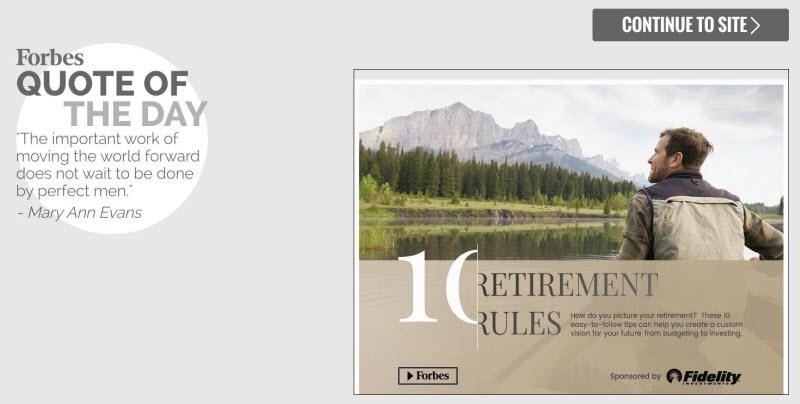 CONTINUE TO SITE
Forbes
QUOTE OF
THE DAY
"The important work of
moving the world forward
does not wait to be done
by perfect men."
- Mary Ann Evans
10 RETIREMENT
RULES
How do you picture your retirement? These 10
easy-to-follow tips can help you create a custom
vision for your future, from budgeting to investing.
Forbes
Sponsored by Fidelity
INVESTMENTS